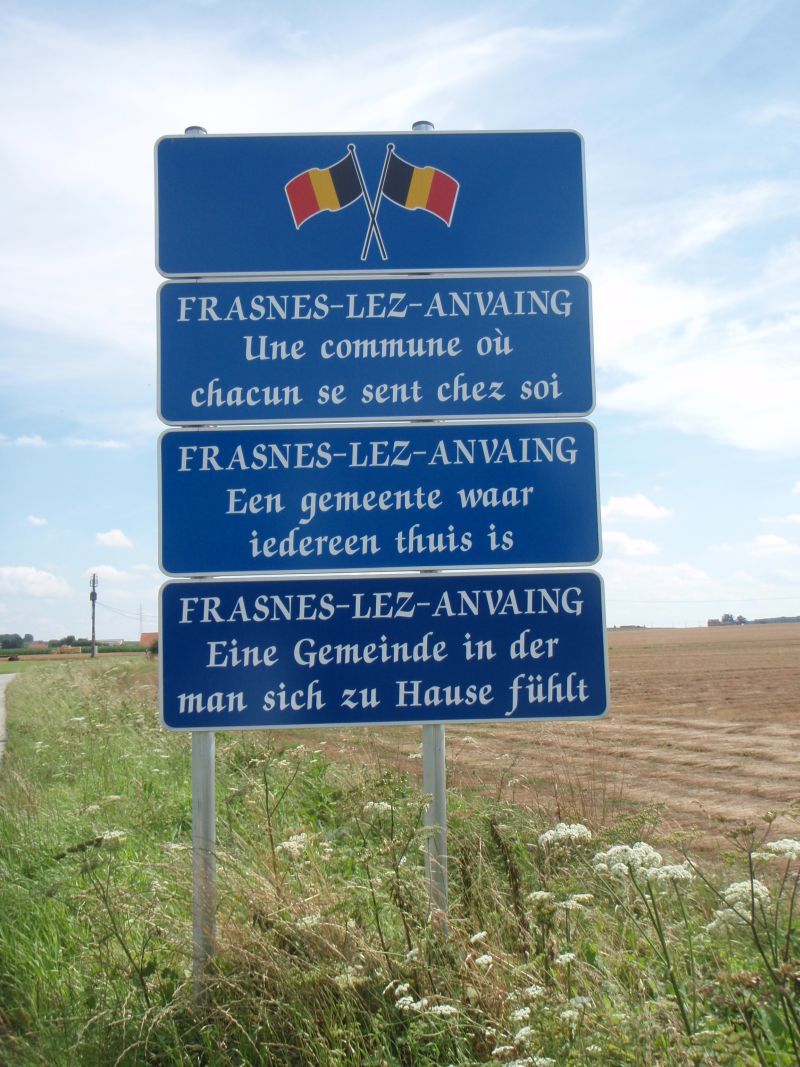 FRASNES-LEZ-ANVAING
Une commune où
chacun se sent chez soi
FRASNES-LEZ-ANVAING
Een gemeente waar
iedereen thuis is
FRASNES-LEZ-ANVAING
Eine Gemeinde in der
man sich zu Hause fühlt